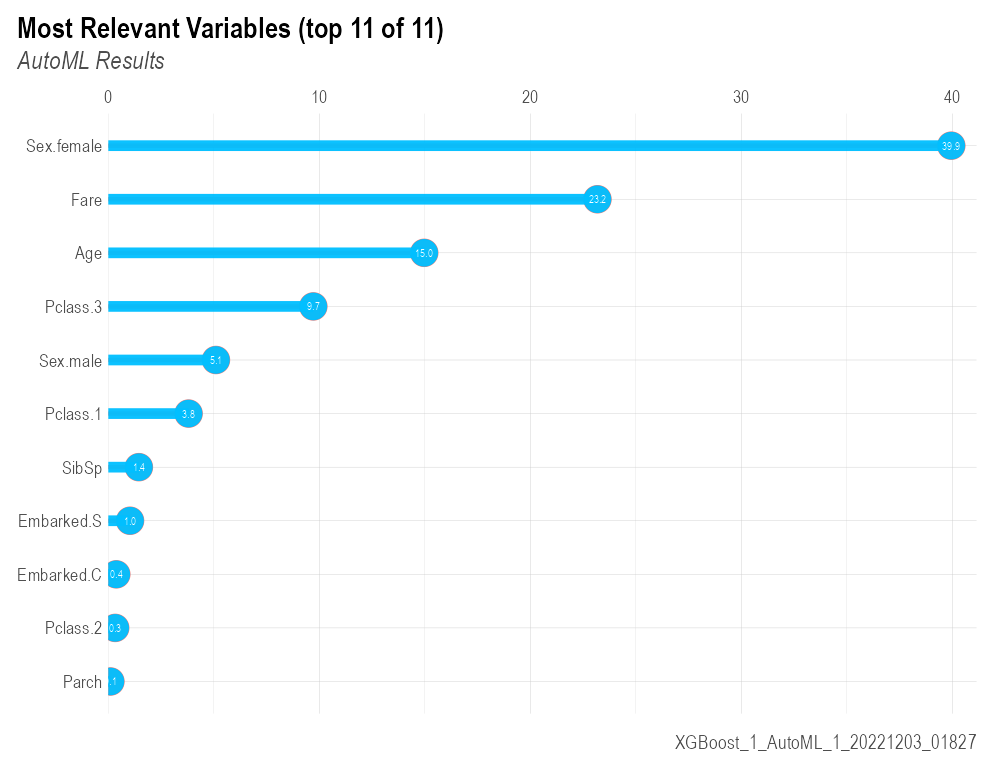 Most Relevant Variables (top 11 of 11)
AutoML Results
0 10 20 30 40
Sex.female 39.9
Fare 23.2
Age 15.0
Pclass.3 9.7
Sex.male 5.1
Pclass.1 3.8
SibSp 1.4
Embarked.S 1.0
Embarked.C 0.4
Pclass.2 0.3
Parch .1
XGBoost_1_AutoML_1_20221203_01827